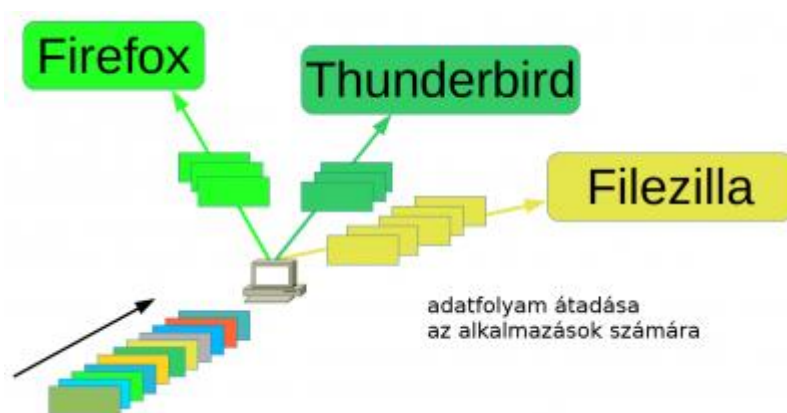 Firefox
Thunderbird
Filezilla
adatfolyam átadása
az alkalmazások számára